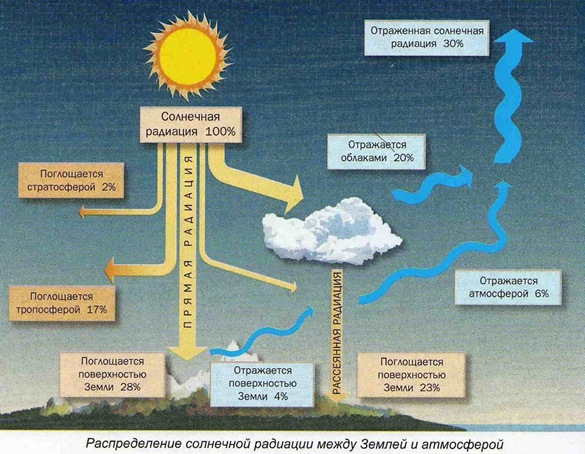 Отраженная солнечная
радиация 30%
Солнечная
радиация 100%
Отражается
облаками 20%
Поглощается
стратосферой 2%
ПРЯМАЯ РАДИАЦИЯ
Поглощается
тропосферой 17%
Отражается
атмосферой 6%
РАССЕЯННАЯ РАДИАЦИЯ
Поглощается
поверхностью
Земли 28%
Отражается
поверхностью
Земли 4%
Поглощается
поверхностью
Земли 23%
Распределение солнечной радиации между Землей и атмосферой